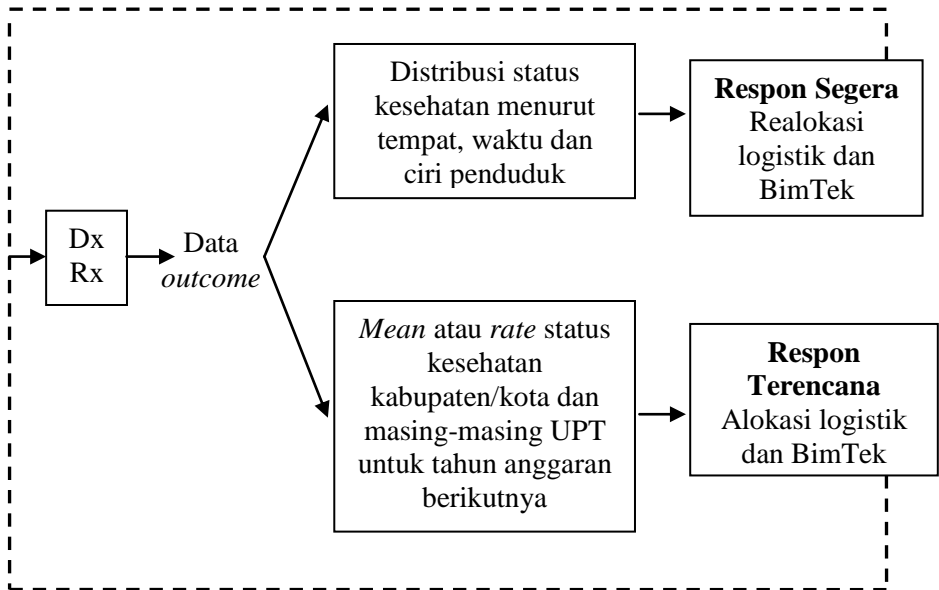 Dx
Rx
Data
outcome
Distribusi status
kesehatan menurut
tempat, waktu dan
ciri penduduk
Respon Segera
Realokasi
logistik dan
BimTek
Mean atau rate status
kesehatan
kabupaten/kota dan
masing-masing UPT
untuk tahun anggaran
berikutnya
Respon
Terencana
Alokasi logistik
dan BimTek